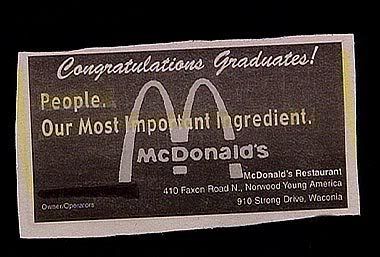 Congratulations Graduates!
People.
Our Most Important Ingredient.
McDonald's
McDonald's Restaurant
410 Faxon Road N., Norwood Young America
910 Strong Drive, Waconia
Owner/Operators